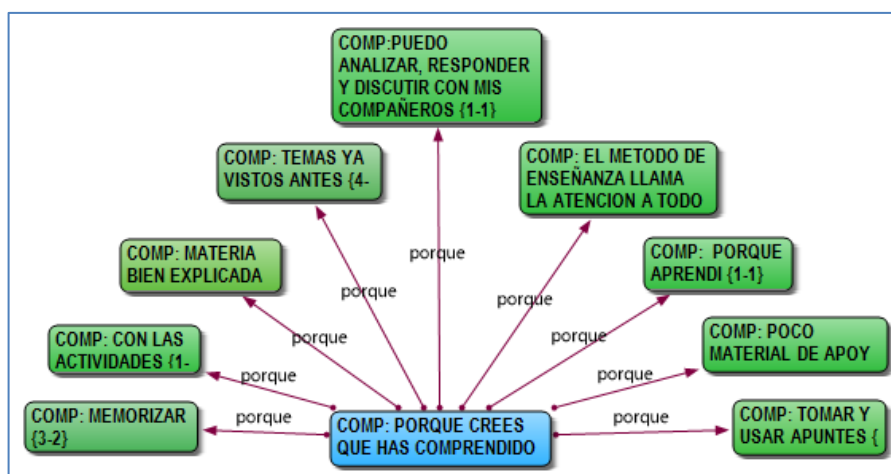 COMP:PUEDO
ANALIZAR, RESPONDER
Y DISCUTIR CON MIS
COMPAÑEROS {1-1}
COMP: TEMAS YA
VISTOS ANTES {4-
COMP: EL METODO DE
ENSEÑANZA LLAMA
LA ATENCION A TODO
COMP: MATERIA
BIEN EXPLICADA
COMP: PORQUE
APRENDI {1-1}
COMP: CON LAS
ACTIVIDADES {1-
COMP: POCO
MATERIAL DE APOY
COMP: MEMORIZAR
{3-2}
COMP: TOMAR Y
USAR APUNTES {
COMP: PORQUE CREES
QUE HAS COMPRENDIDO
porque
porque
porque
porque
porque
porque
porque
porque
porque